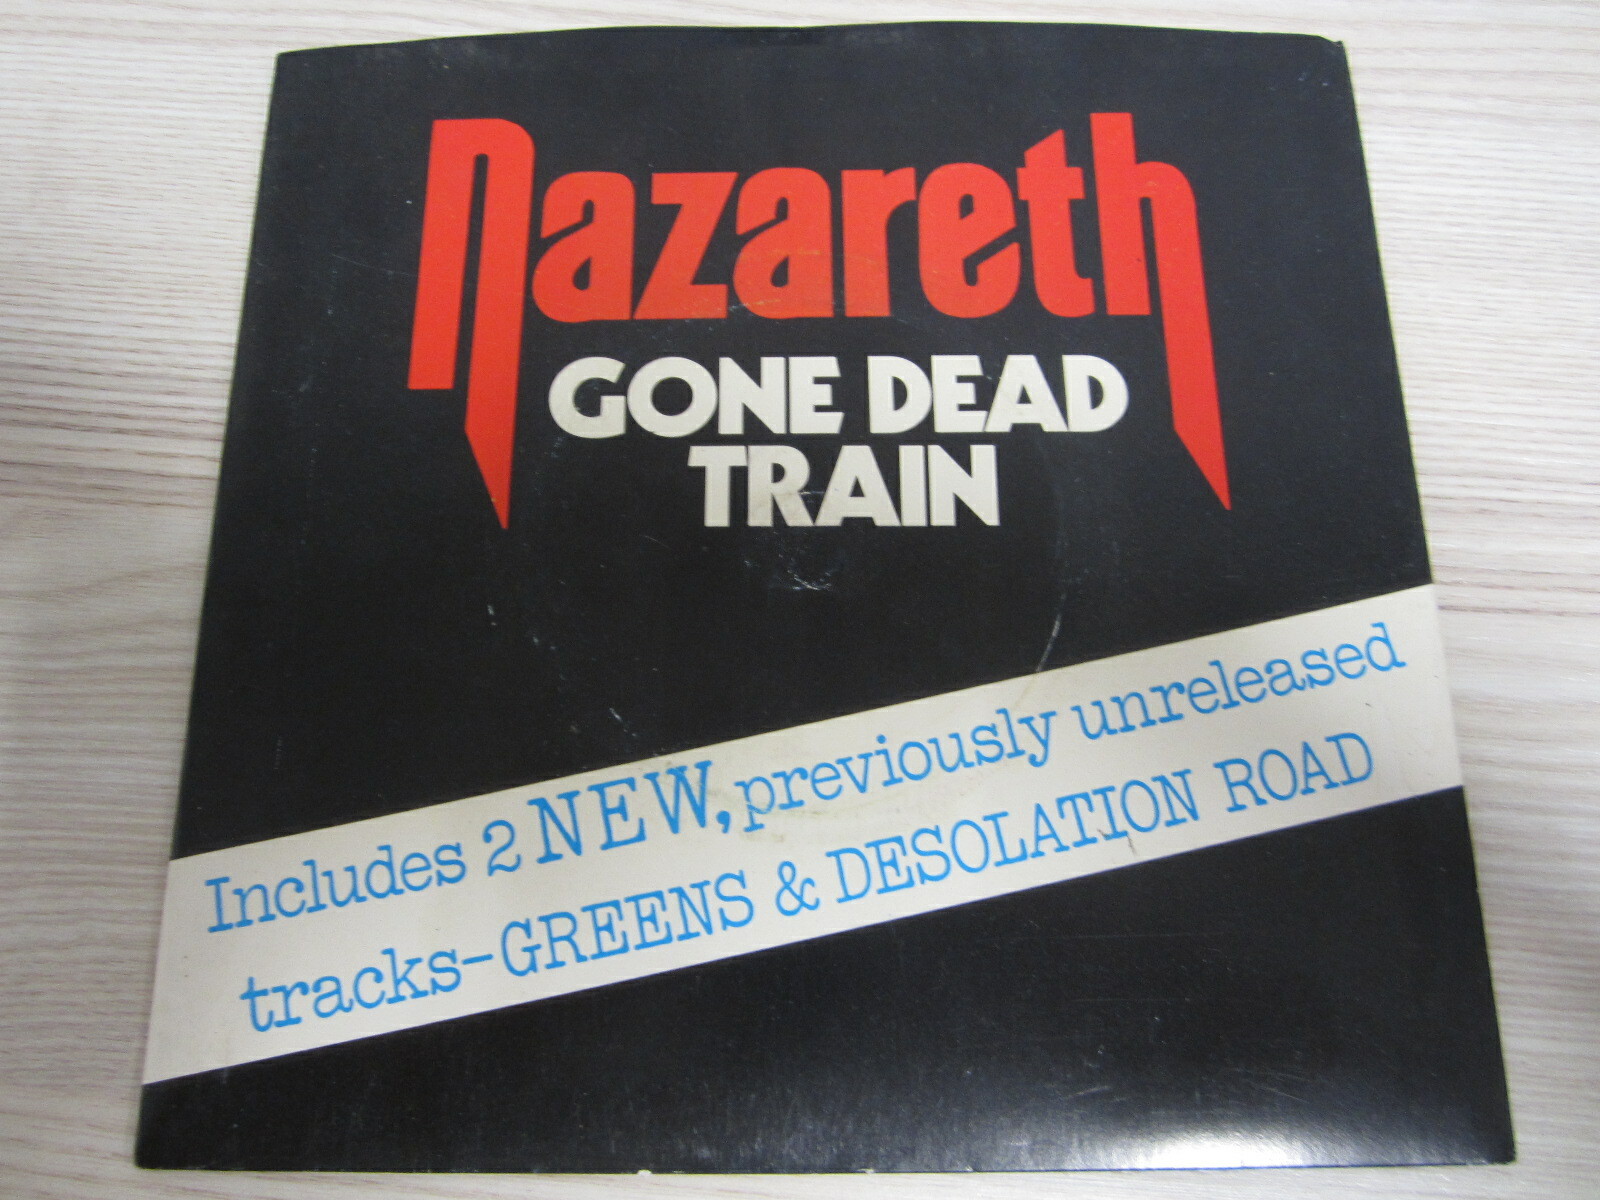 Nazareth
GONE DEAD
TRAIN
Includes 2 NEW, previously unreleased
tracks-GREENS & DESOLATION ROAD